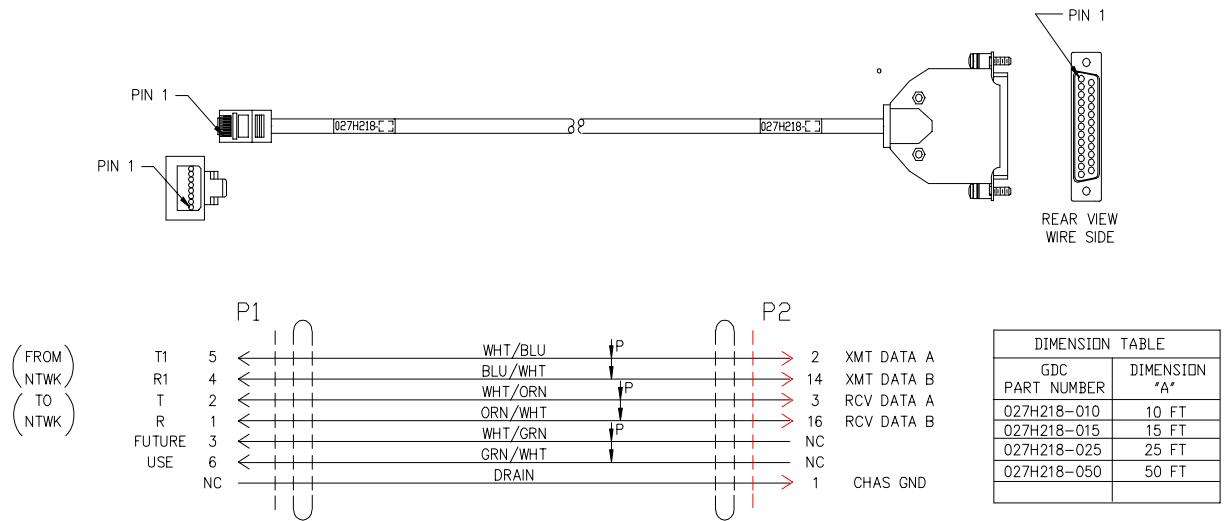 PIN 1
PIN 1
PIN 1
027H218-
027H218-
REAR VIEW
WIRE SIDE
P1
P2
(FROM NTWK)
(TO NTWK)
T1 5 WHT/BLU P 2 XMT DATA A
R1 4 BLU/WHT 14 XMT DATA B
T 2 WHT/ORN P 3 RCV DATA A
R 1 ORN/WHT 16 RCV DATA B
FUTURE 3 WHT/GRN P NC
USE 6 GRN/WHT NC
NC DRAIN 1 CHAS GND
DIMENSION TABLE
GDC PART NUMBER DIMENSION "A"
027H218-010 10 FT
027H218-015 15 FT
027H218-025 25 FT
027H218-050 50 FT